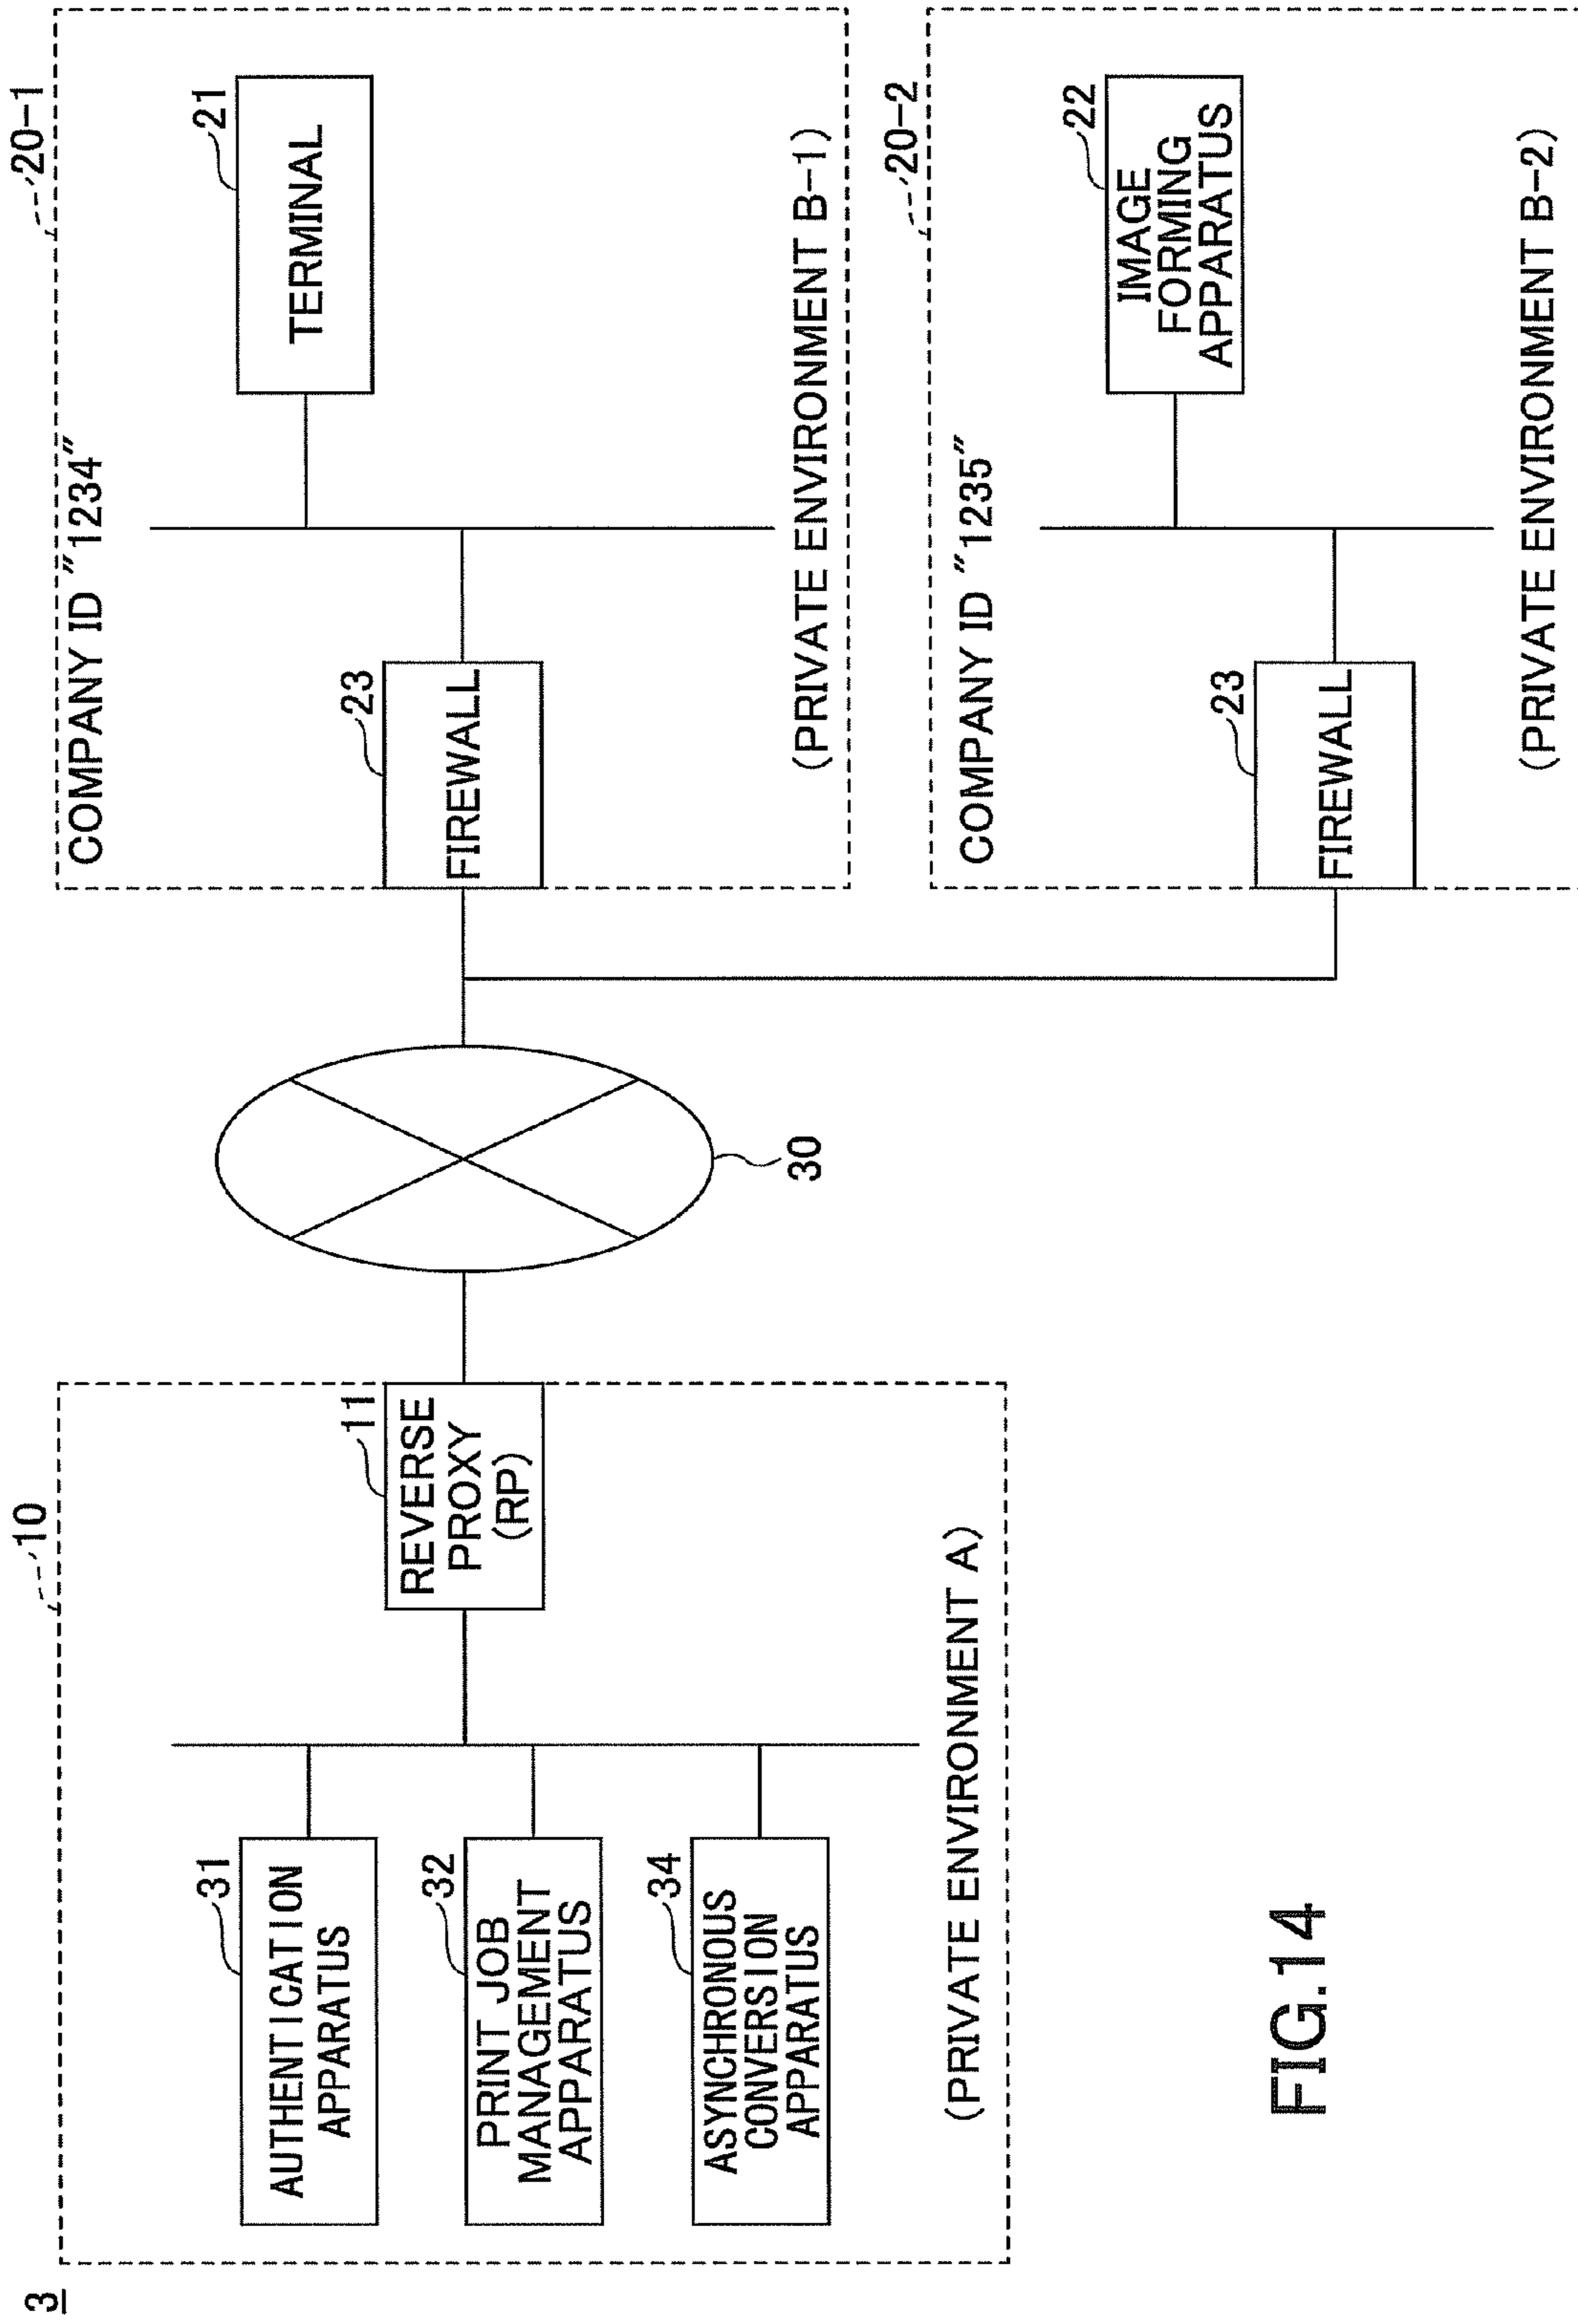 3
10
31
AUTHENTICATION
APPARATUS
32
PRINT JOB
MANAGEMENT
APPARATUS
34
ASYNCHRONOUS
CONVERSION
APPARATUS
11
REVERSE
PROXY
(RP)
(PRIVATE ENVIRONMENT A)
30
20-1
COMPANY ID "1234"
23
FIREWALL
21
TERMINAL
(PRIVATE ENVIRONMENT B-1)
20-2
COMPANY ID "1235"
23
FIREWALL
22
IMAGE
FORMING
APPARATUS
(PRIVATE ENVIRONMENT B-2)
FIG.14